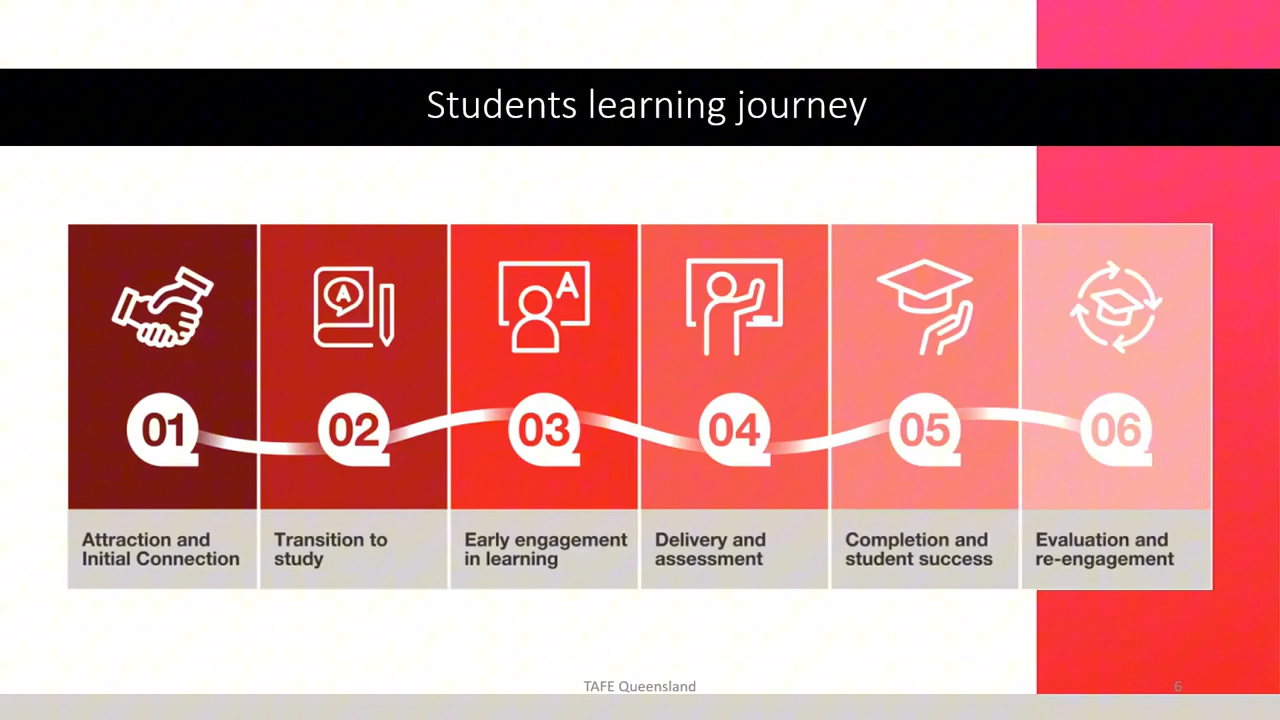 Students learning journey
A
A
01
02
03
04
05
06
Attraction and
Initial Connection
Transition to
study
Early engagement
in learning
Delivery and
assessment
Completion and
student success
Evaluation and
re-engagement
TAFE Queensland
6